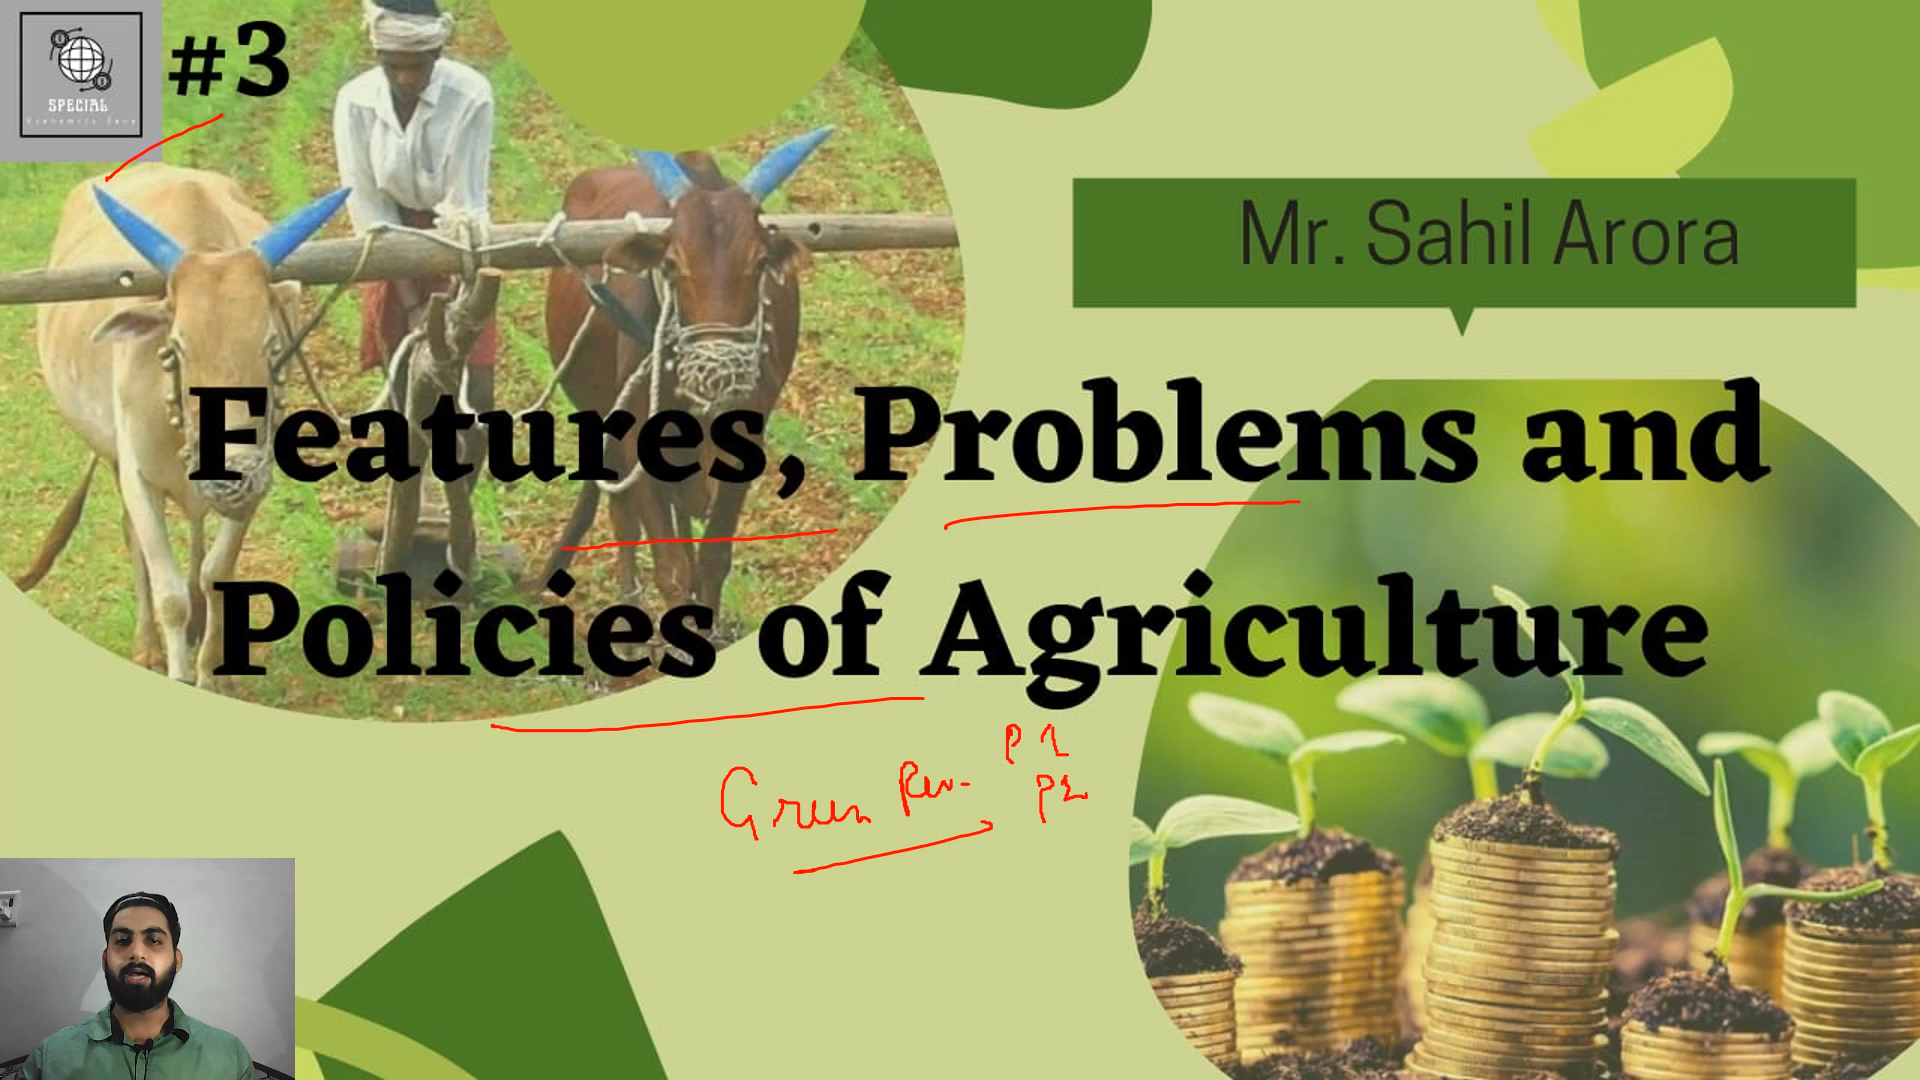 SPECIAL
#3
Mr. Sahil Arora
Features, Problems and
Policies of Agriculture
Green Rev-
P1
P2